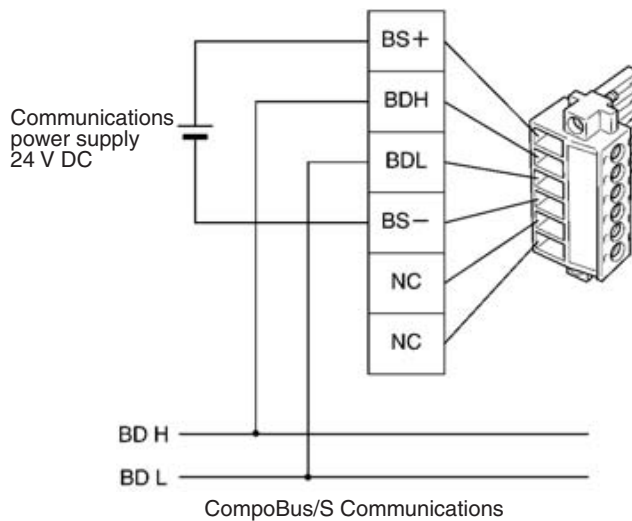 BS+
BDH
BDL
BS−
NC
NC
Communications
power supply
24 V DC
BD H
BD L
CompoBus/S Communications